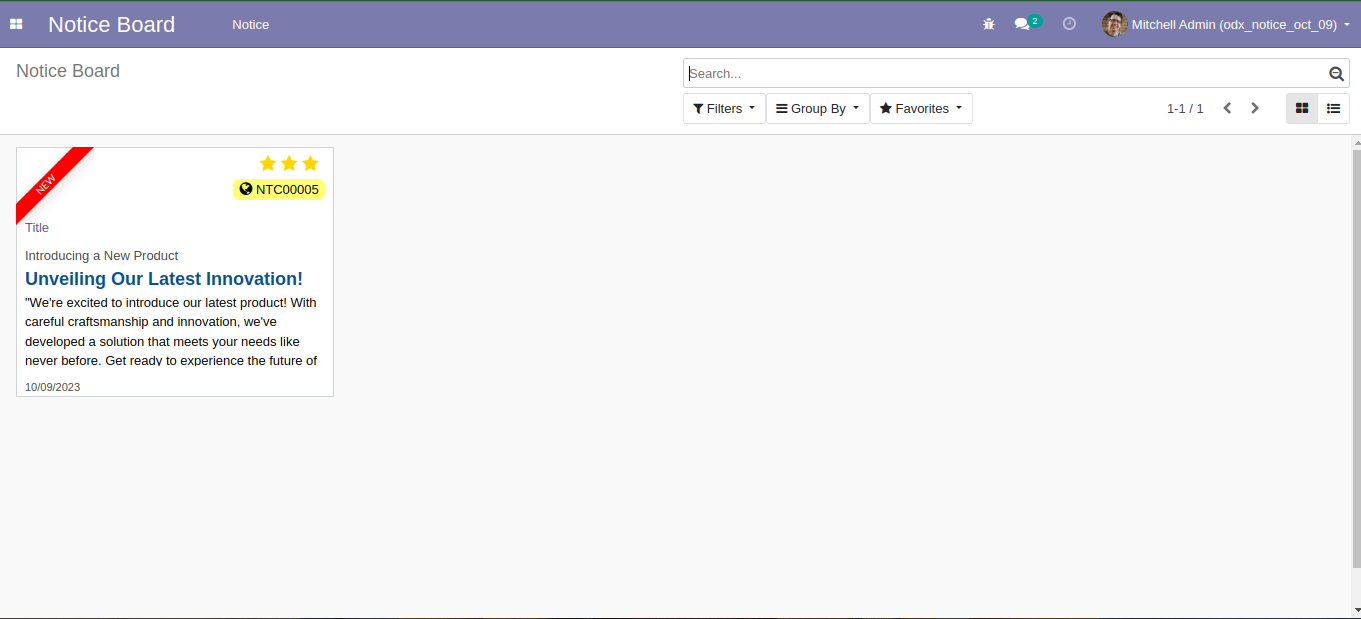 Notice Board
Notice
2
Mitchell Admin (odx_notice_oct_09)
Notice Board
Search...
Filters
Group By
Favorites
1-1 / 1
NEW
NTC00005
Title
Introducing a New Product
Unveiling Our Latest Innovation!
"We're excited to introduce our latest product! With
careful craftsmanship and innovation, we've
developed a solution that meets your needs like
never before. Get ready to experience the future of
10/09/2023